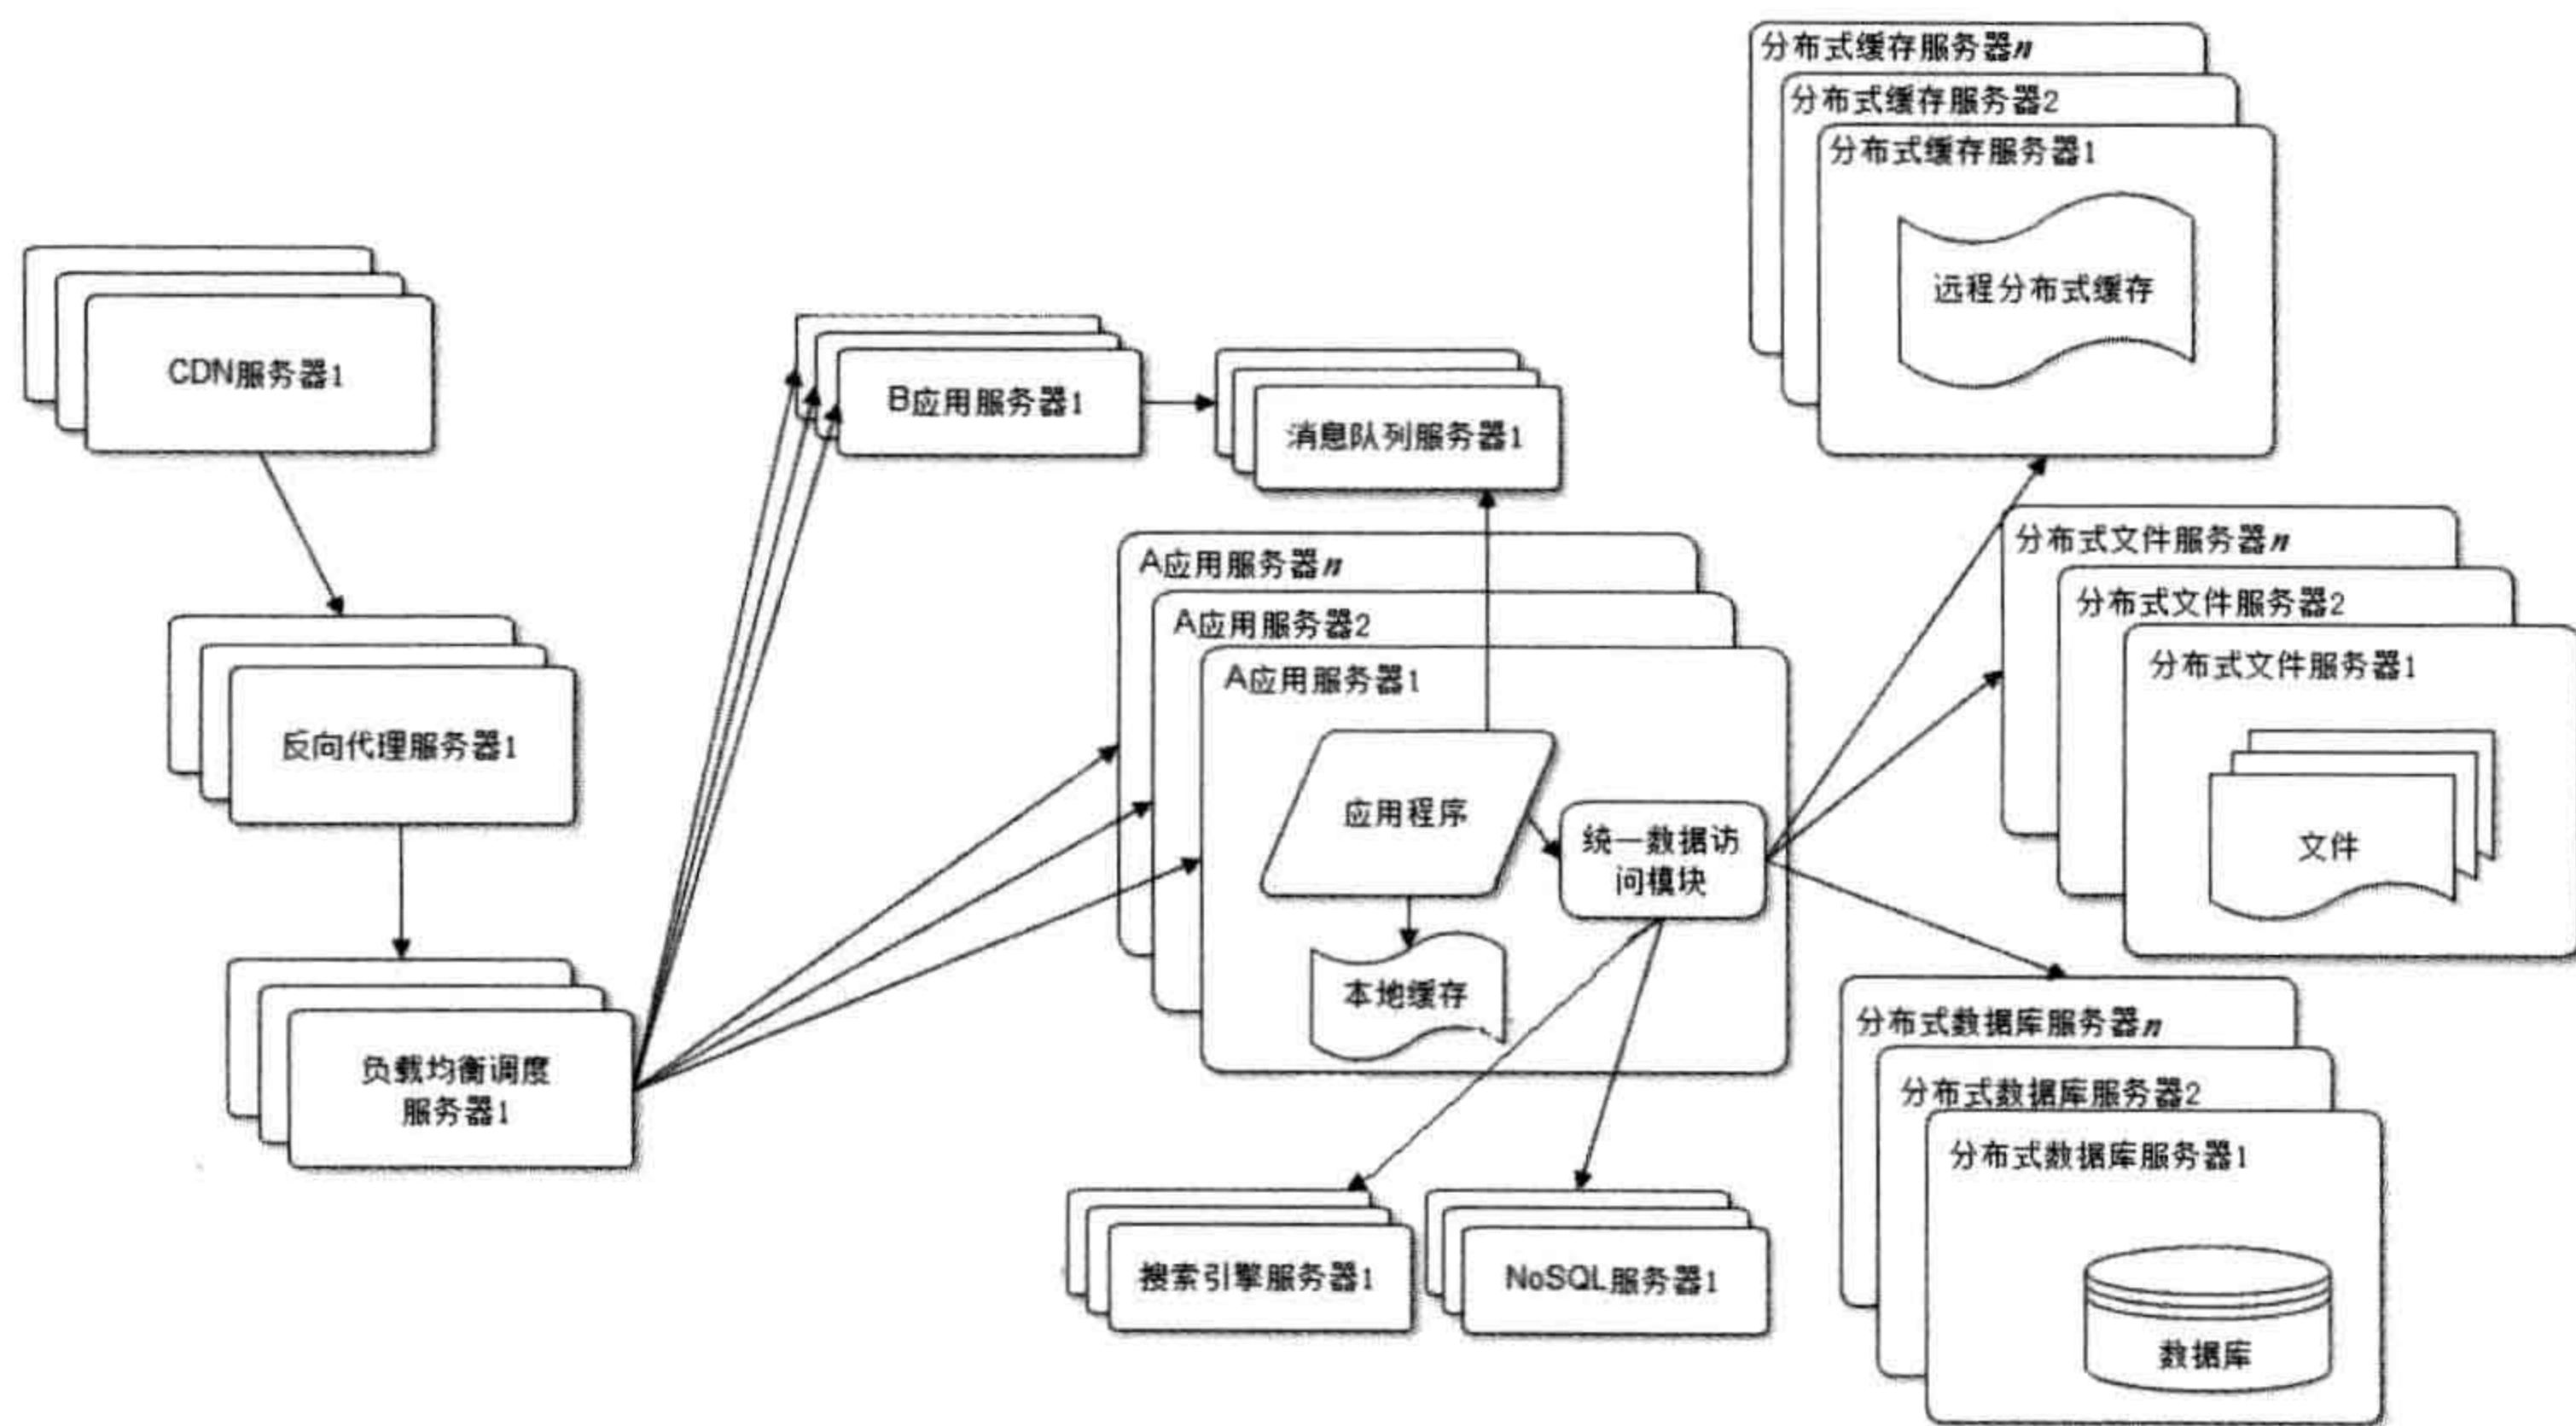 分布式缓存服务器n
分布式缓存服务器2
分布式缓存服务器1
远程分布式缓存
CDN服务器1
B应用服务器1
消息队列服务器1
A应用服务器n
A应用服务器2
A应用服务器1
分布式文件服务器n
分布式文件服务器2
分布式文件服务器1
反向代理服务器1
应用程序
统一数据访
问模块
文件
本地缓存
负载均衡调度
服务器1
分布式数据库服务器n
分布式数据库服务器2
分布式数据库服务器1
搜索引擎服务器1
NoSQL服务器1
数据库